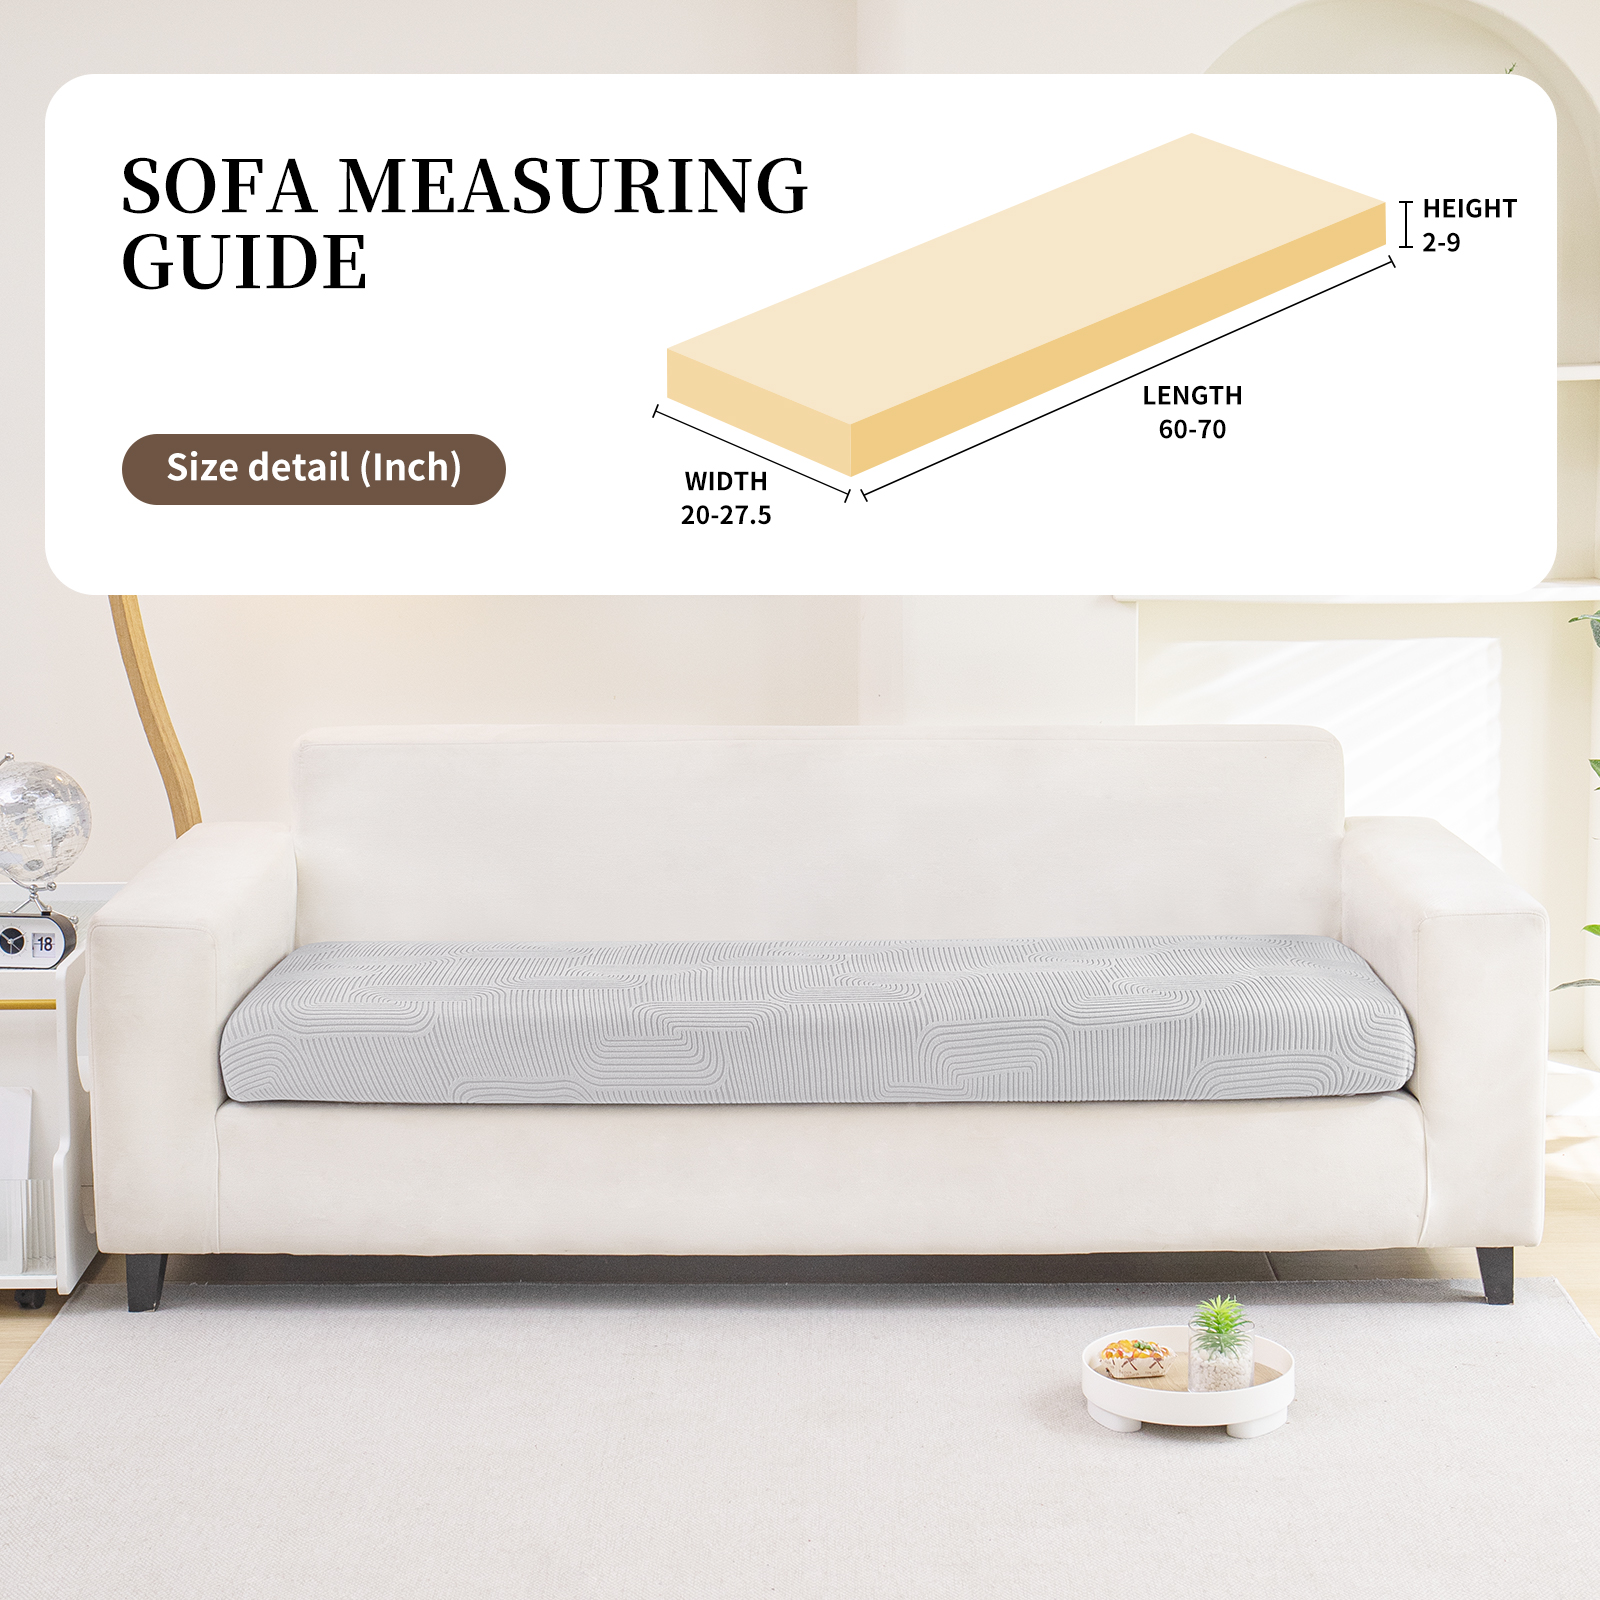 SOFA MEASURING
GUIDE
HEIGHT
2-9
LENGTH
60-70
Size detail (Inch)
WIDTH
20-27.5
18